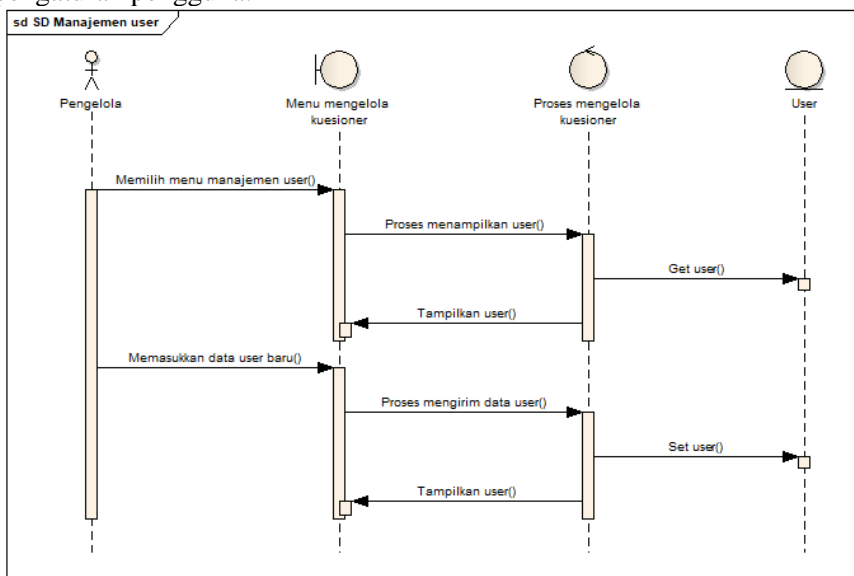 sd SD Manajemen user
Pengelola
Menu mengelola
kuesioner
Proses mengelola
kuesioner
User
Memilih menu manajemen user()
Proses menampilkan user()
Get user()
Tampilkan user()
Memasukkan data user baru()
Proses mengirim data user()
Set user()
Tampilkan user()